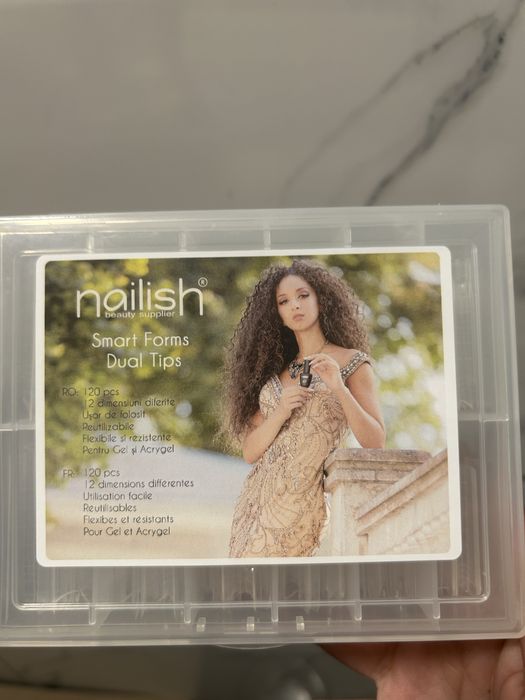 nailish®
beauty supplier
Smart Forms
Dual Tips
RO: 120 pcs
12 dimensiuni diferite
Ușor de folosit
Reutilizabile
Flexibile și rezistente
Pentru Gel și Acrygel
FR: 120 pcs
12 dimensions differentes
Utilisation facile
Reutilisables
Flexibes et résistants
Pour Gel et Acrygel